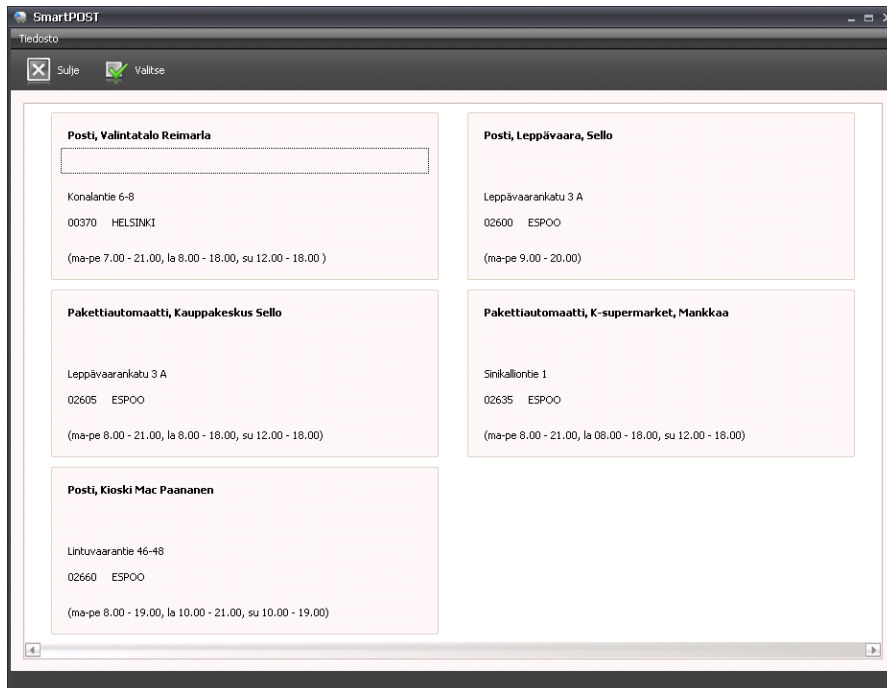 SmartPOST
Tiedosto
Sulje Valitse
Posti, Valintatalo Reimarla
Konalantie 6-8
00370 HELSINKI
(ma-pe 7.00 - 21.00, la 8.00 - 18.00, su 12.00 - 18.00 )
Posti, Leppävaara, Sello
Leppävaarankatu 3 A
02600 ESPOO
(ma-pe 9.00 - 20.00)
Pakettiautomaatti, Kauppakeskus Sello
Leppävaarankatu 3 A
02605 ESPOO
(ma-pe 8.00 - 21.00, la 8.00 - 18.00, su 12.00 - 18.00)
Pakettiautomaatti, K-supermarket, Mankkaa
Sinikalliontie 1
02635 ESPOO
(ma-pe 8.00 - 21.00, la 08.00 - 18.00, su 12.00 - 18.00)
Posti, Kioski Mac Paananen
Lintuvaarantie 46-48
02660 ESPOO
(ma-pe 8.00 - 19.00, la 10.00 - 21.00, su 10.00 - 19.00)